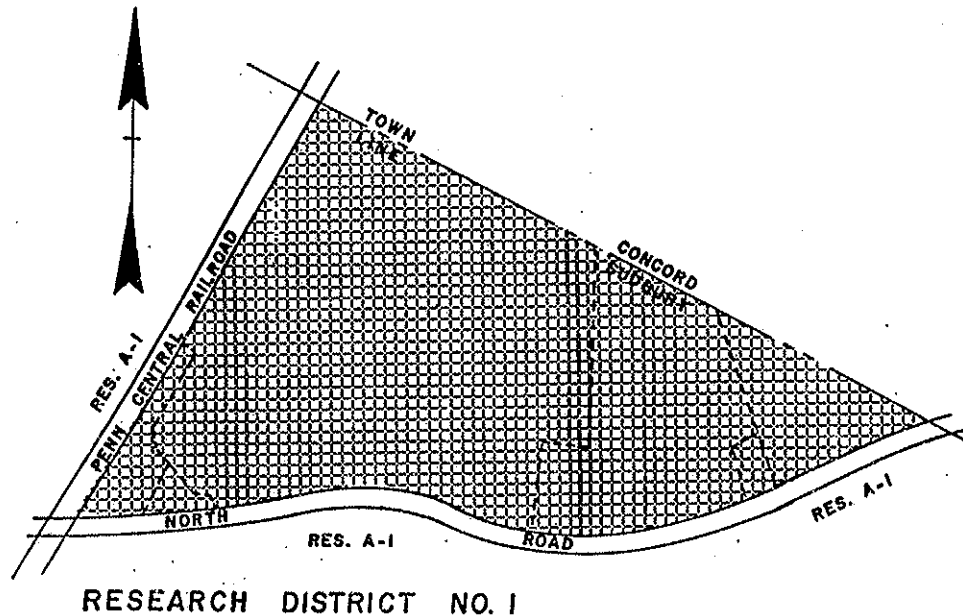 TOWN
LINE
CONCORD
SUDBURY
PENN CENTRAL RAILROAD
RES. A-1
NORTH ROAD
RES. A-1
RES. A-1
RESEARCH DISTRICT NO. 1